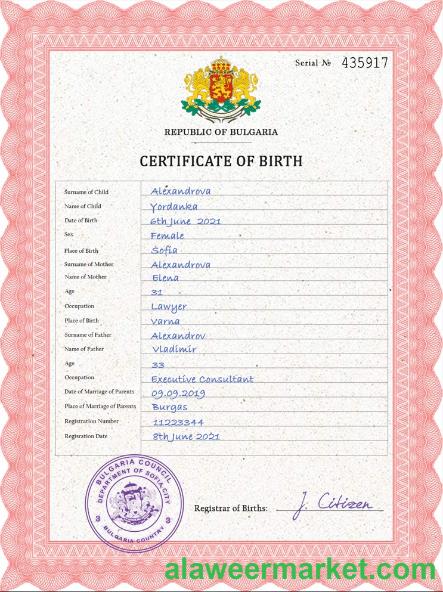 Serial № 435917
REPUBLIC OF BULGARIA
CERTIFICATE OF BIRTH
Surname of Child Alexandrova
Name of Child Yordanka
Date of Birth 6th June 2021
Sex Female
Place of Birth Sofia
Surname of Mother Alexandrova
Name of Mother Elena
Age 31
Occupation Lawyer
Place of Birth Varna
Surname of Father Alexandrov
Name of Father Vladimir
Age 33
Occupation Executive Consultant
Date of Marriage of Parents 09.09.2019
Place of Marriage of Parents Burgas
Registration Number 11223344
Registration Date 8th June 2021
BULGARIA COUNCIL
DEPARTMENT OF SOFIA CITY
BULGARIA COUNTRY
Registrar of Births: J. Citizen
alaweermarket.com